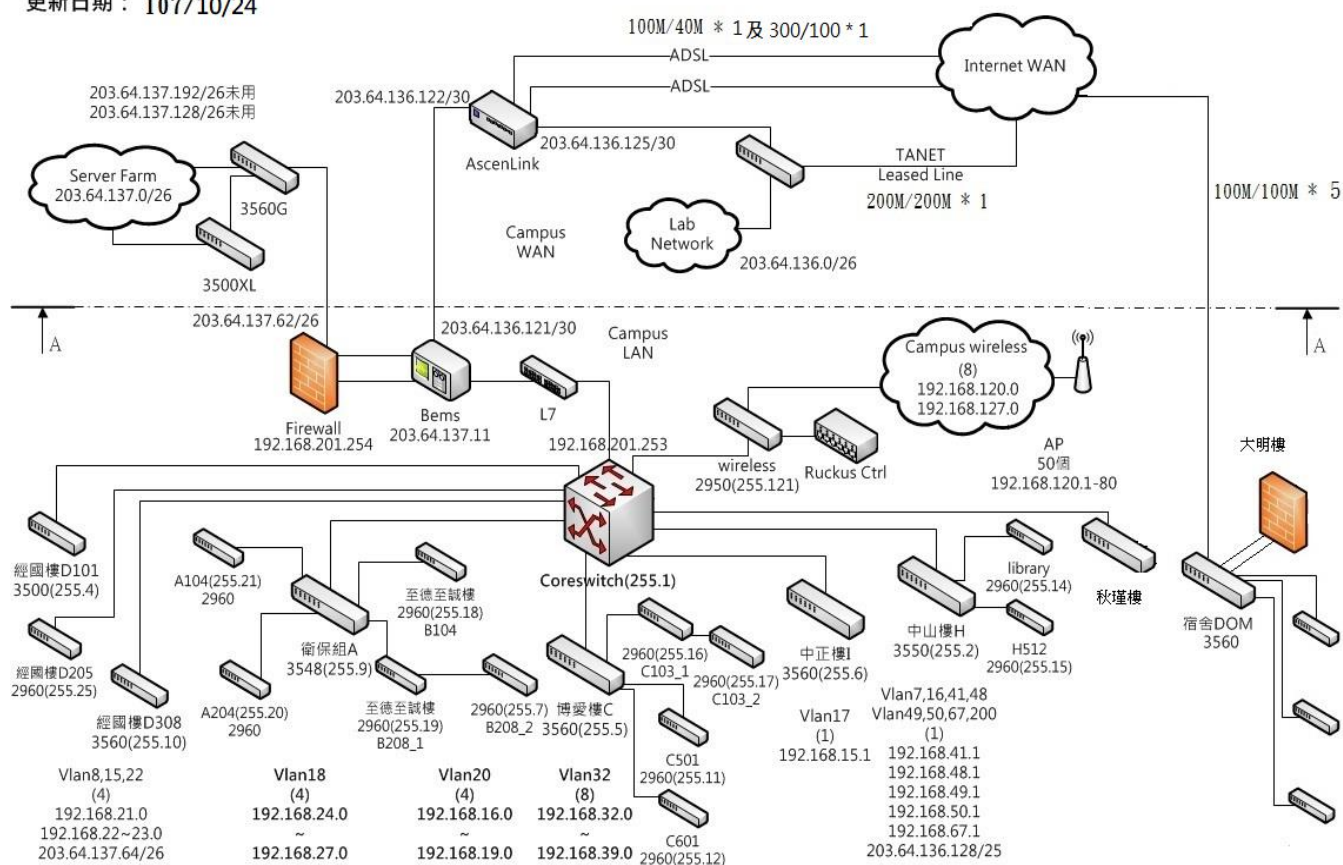 更新日期： 107/10/24
100M/40M * 1及 300/100 * 1
ADSL
ADSL
Internet WAN
203.64.137.192/26未用
203.64.137.128/26未用
203.64.136.122/30
203.64.136.125/30
AscenLink
Server Farm
203.64.137.0/26
3560G
3500XL
TANET
Leased Line
200M/200M * 1
100M/100M * 5
Lab
Network
203.64.136.0/26
Campus
WAN
A
A
203.64.137.62/26
203.64.136.121/30
Campus
LAN
Firewall
192.168.201.254
Bems
203.64.137.11
L7
192.168.201.253
Campus wireless
(8)
192.168.120.0
192.168.127.0
wireless
2950(255.121)
Ruckus Ctrl
AP
50個
192.168.120.1-80
大明樓
Coreswitch(255.1)
經國樓D101
3500(255.4)
經國樓D205
2960(255.25)
經國樓D308
3560(255.10)
A104(255.21)
2960
A204(255.20)
2960
衛保組A
3548(255.9)
至德至誠樓
2960(255.18)
B104
至德至誠樓
2960(255.19)
B208_1
2960(255.7)
B208_2
博愛樓C
3560(255.5)
2960(255.16)
C103_1
2960(255.17)
C103_2
C501
2960(255.11)
C601
2960(255.12)
中正樓I
3560(255.6)
中山樓H
3550(255.2)
library
2960(255.14)
H512
2960(255.15)
秋瑾樓
宿舍DOM
3560
Vlan8,15,22
(4)
192.168.21.0
192.168.22~23.0
203.64.137.64/26
Vlan18
(4)
192.168.24.0
~
192.168.27.0
Vlan20
(4)
192.168.16.0
~
192.168.19.0
Vlan32
(8)
192.168.32.0
~
192.168.39.0
Vlan17
(1)
192.168.15.1
Vlan7,16,41,48
Vlan49,50,67,200
(1)
192.168.41.1
192.168.48.1
192.168.49.1
192.168.50.1
192.168.67.1
203.64.136.128/25